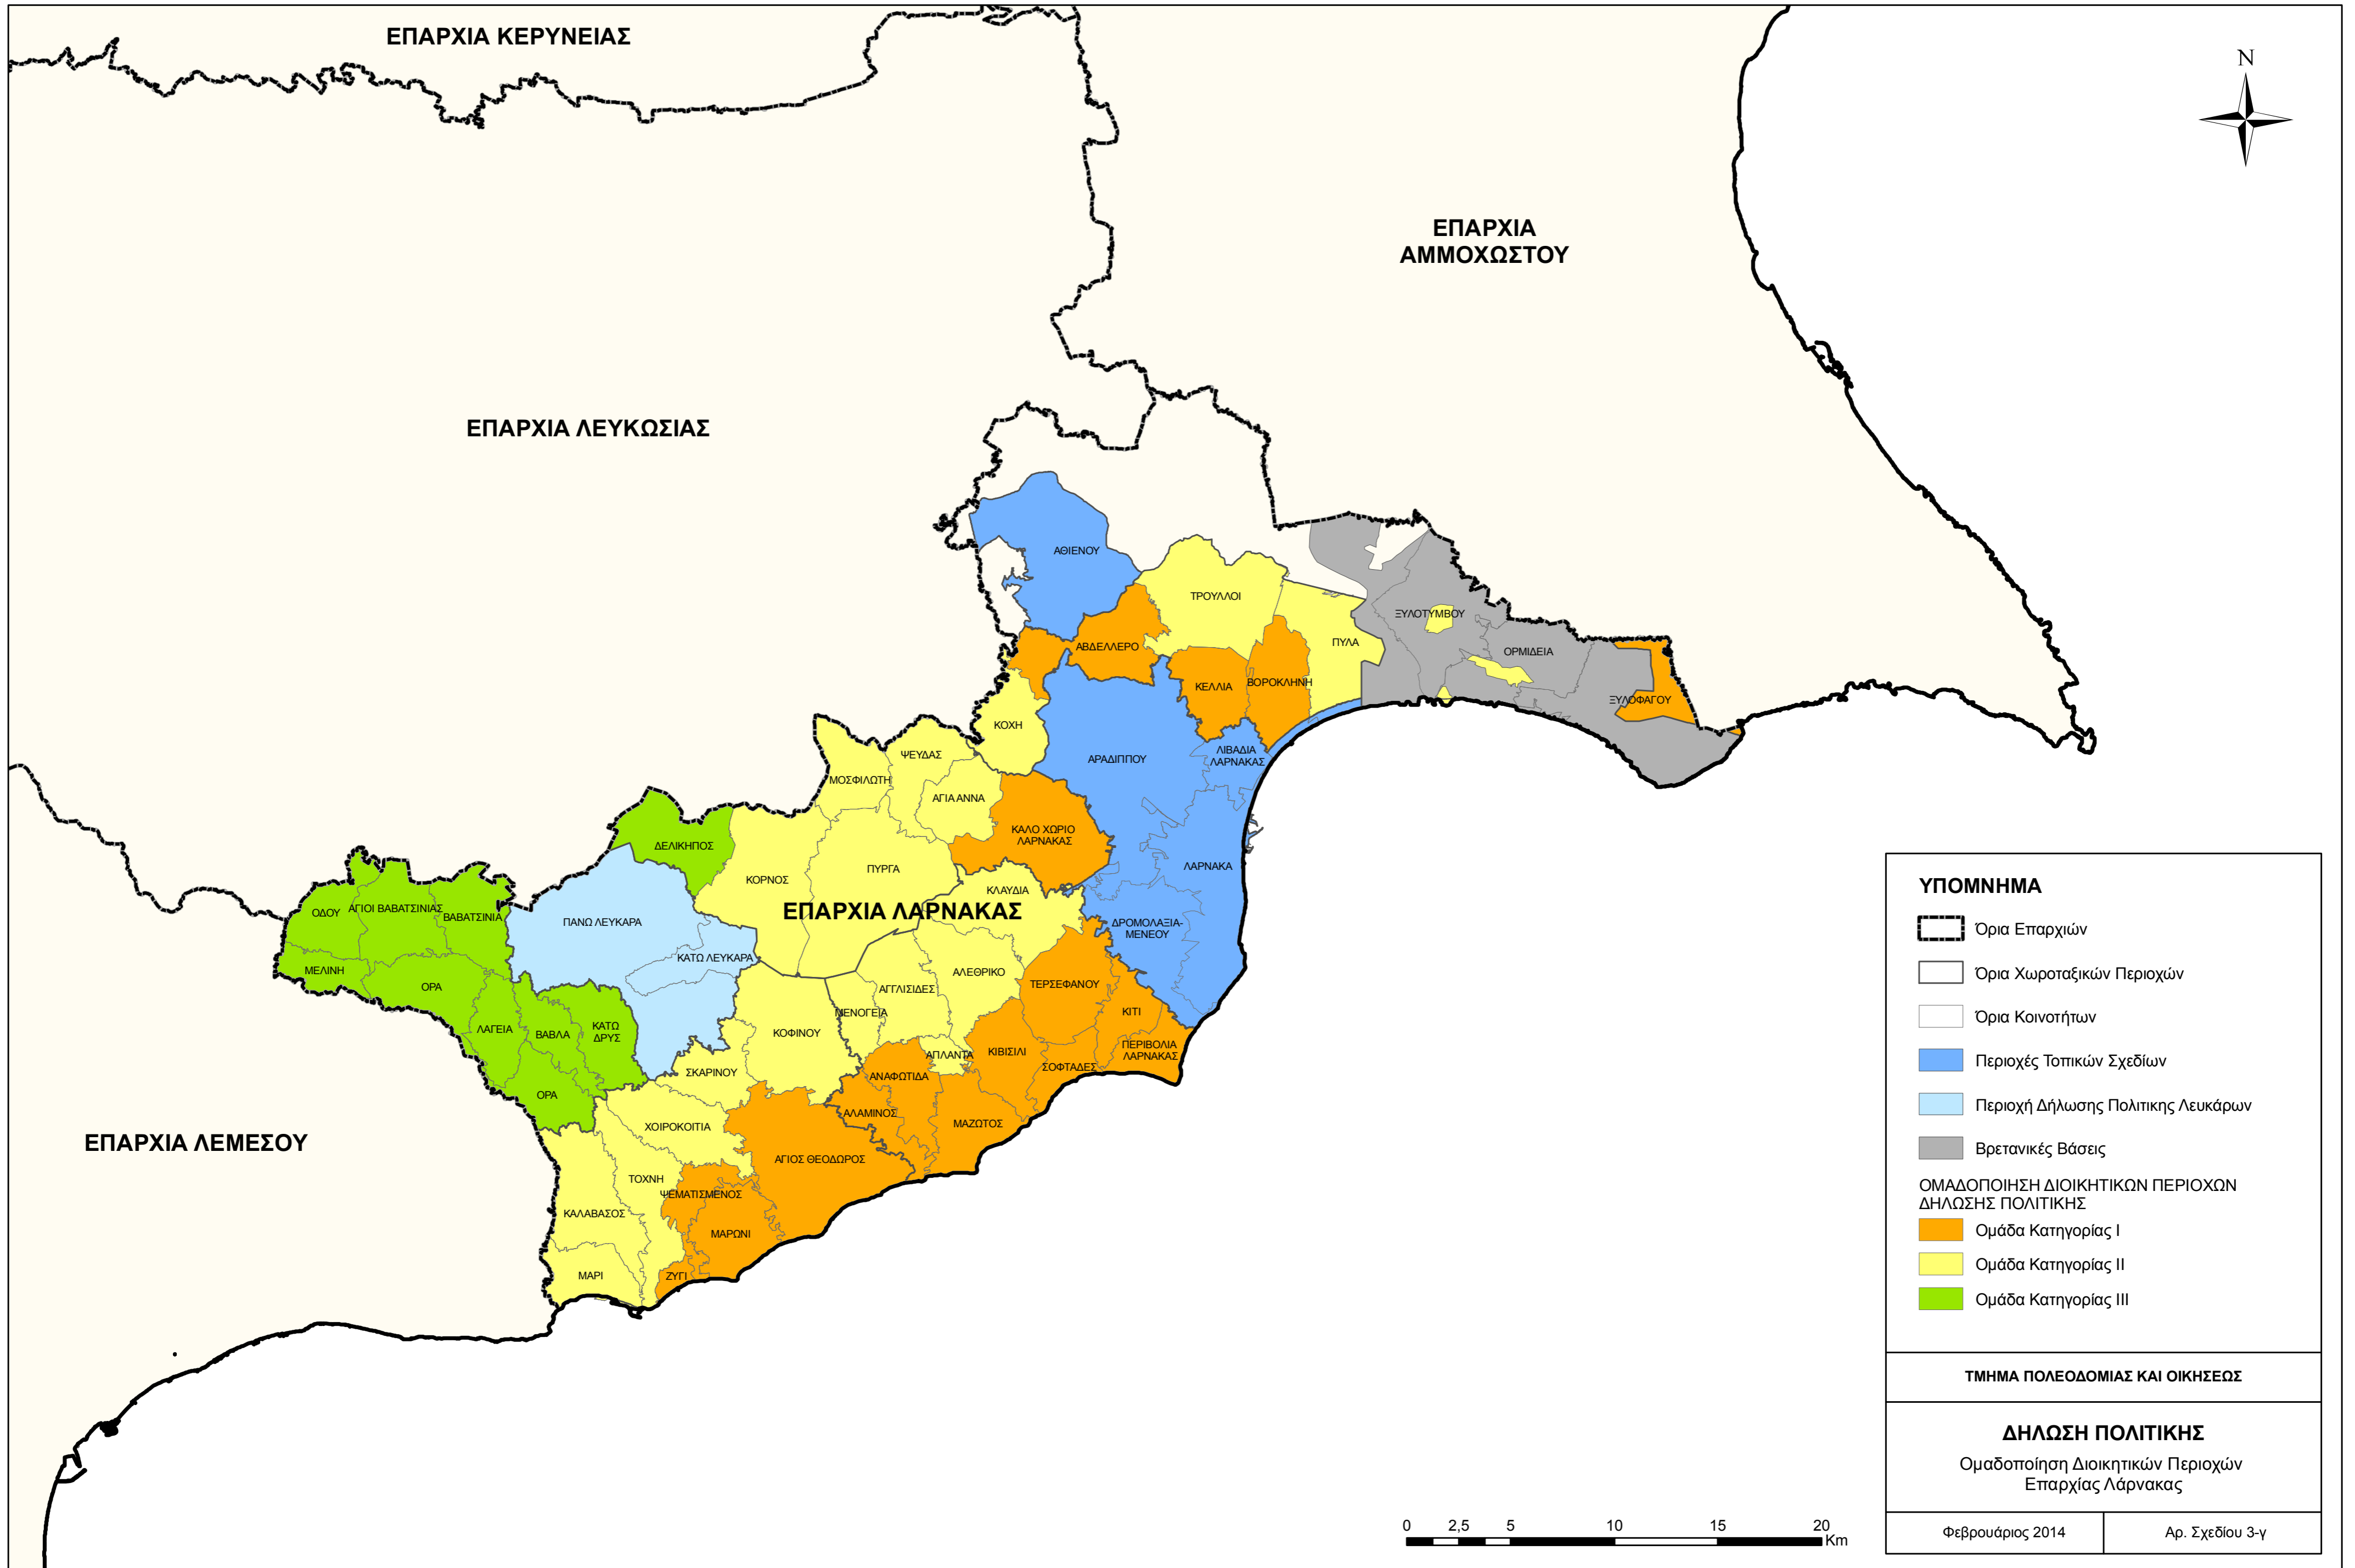 ΕΠΑΡΧΙΑ ΚΕΡΥΝΕΙΑΣ
N
ΕΠΑΡΧΙΑ
ΑΜΜΟΧΩΣΤΟΥ
ΕΠΑΡΧΙΑ ΛΕΥΚΩΣΙΑΣ
ΑΘΙΕΝΟΥ
ΤΡΟΥΛΛΟΙ
ΞΥΛΟΤΥΜΒΟΥ
ΠΥΛΑ
ΑΒΔΕΛΛΕΡΟ
ΟΡΜΙΔΕΙΑ
ΚΕΛΛΙΑ
ΒΟΡΟΚΛΗΝΗ
ΞΥΛΟΦΑΓΟΥ
ΚΟΧΗ
ΛΙΒΑΔΙΑ
ΛΑΡΝΑΚΑΣ
ΑΡΑΔΙΠΠΟΥ
ΨΕΥΔΑΣ
ΜΟΣΦΙΛΩΤΗ
ΑΓΙΑ ΑΝΝΑ
ΚΑΛΟ ΧΩΡΙΟ
ΛΑΡΝΑΚΑΣ
ΔΕΛΙΚΗΠΟΣ
ΛΑΡΝΑΚΑ
ΠΥΡΓΑ
ΚΟΡΝΟΣ
ΚΛΑΥΔΙΑ
ΕΠΑΡΧΙΑ ΛΑΡΝΑΚΑΣ
ΟΔΟΥ
ΑΓΙΟΙ ΒΑΒΑΤΣΙΝΙΑΣ
ΒΑΒΑΤΣΙΝΙΑ
ΠΑΝΩ ΛΕΥΚΑΡΑ
ΔΡΟΜΟΛΑΞΙΑ-
ΜΕΝΕΟΥ
ΚΑΤΩ ΛΕΥΚΑΡΑ
ΜΕΛΙΝΗ
ΑΛΕΘΡΙΚΟ
ΟΡΑ
ΑΓΓΛΙΣΙΔΕΣ
ΤΕΡΣΕΦΑΝΟΥ
ΜΕΝΟΓΕΙΑ
ΚΙΤΙ
ΛΑΓΕΙΑ
ΒΑΒΛΑ
ΚΑΤΩ
ΔΡΥΣ
ΚΟΦΙΝΟΥ
ΠΕΡΙΒΟΛΙΑ
ΛΑΡΝΑΚΑΣ
ΑΠΛΑΝΤΑ
ΚΙΒΙΣΙΛΙ
ΣΟΦΤΑΔΕΣ
ΣΚΑΡΙΝΟΥ
ΑΝΑΦΩΤΙΔΑ
ΟΡΑ
ΑΛΑΜΙΝΟΣ
ΜΑΖΩΤΟΣ
ΧΟΙΡΟΚΟΙΤΙΑ
ΕΠΑΡΧΙΑ ΛΕΜΕΣΟΥ
ΑΓΙΟΣ ΘΕΟΔΩΡΟΣ
ΤΟΧΝΗ
ΨΕΜΑΤΙΣΜΕΝΟΣ
ΚΑΛΑΒΑΣΟΣ
ΜΑΡΩΝΙ
ΜΑΡΙ
ΖΥΓΙ
ΥΠΟΜΝΗΜΑ
Όρια Επαρχιών
Όρια Χωροταξικών Περιοχών
Όρια Κοινοτήτων
Περιοχές Τοπικών Σχεδίων
Περιοχή Δήλωσης Πολιτικης Λευκάρων
Βρετανικές Βάσεις
ΟΜΑΔΟΠΟΙΗΣΗ ΔΙΟΙΚΗΤΙΚΩΝ ΠΕΡΙΟΧΩΝ
ΔΗΛΩΣΗΣ ΠΟΛΙΤΙΚΗΣ
Ομάδα Κατηγορίας I
Ομάδα Κατηγορίας II
Ομάδα Κατηγορίας III
ΤΜΗΜΑ ΠΟΛΕΟΔΟΜΙΑΣ ΚΑΙ ΟΙΚΗΣΕΩΣ
ΔΗΛΩΣΗ ΠΟΛΙΤΙΚΗΣ
Ομαδοποίηση Διοικητικών Περιοχών
Επαρχίας Λάρνακας
Φεβρουάριος 2014
Αρ. Σχεδίου 3-γ
0 2,5 5 10 15 20
Km